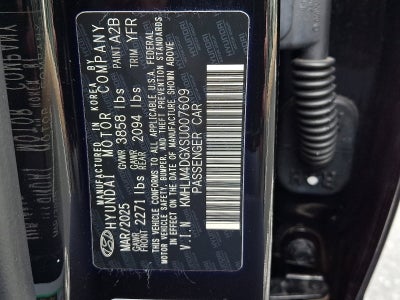 MANUFACTURED IN KOREA BY
HYUNDAI MOTOR COMPANY
MAR/2025 GVWR 3858 lbs PAINT A2B
GAWR FRONT 2271 lbs GAWR REAR 2094 lbs TRIM YFR
THIS VEHICLE CONFORMS TO ALL APPLICABLE U.S. FEDERAL
MOTOR VEHICLE SAFETY, BUMPER, AND THEFT PREVENTION STANDARDS
IN EFFECT ON THE DATE OF MANUFACTURE SHOWN ABOVE.
V.I.N KMHLM4DGXSU007609
PASSENGER CAR